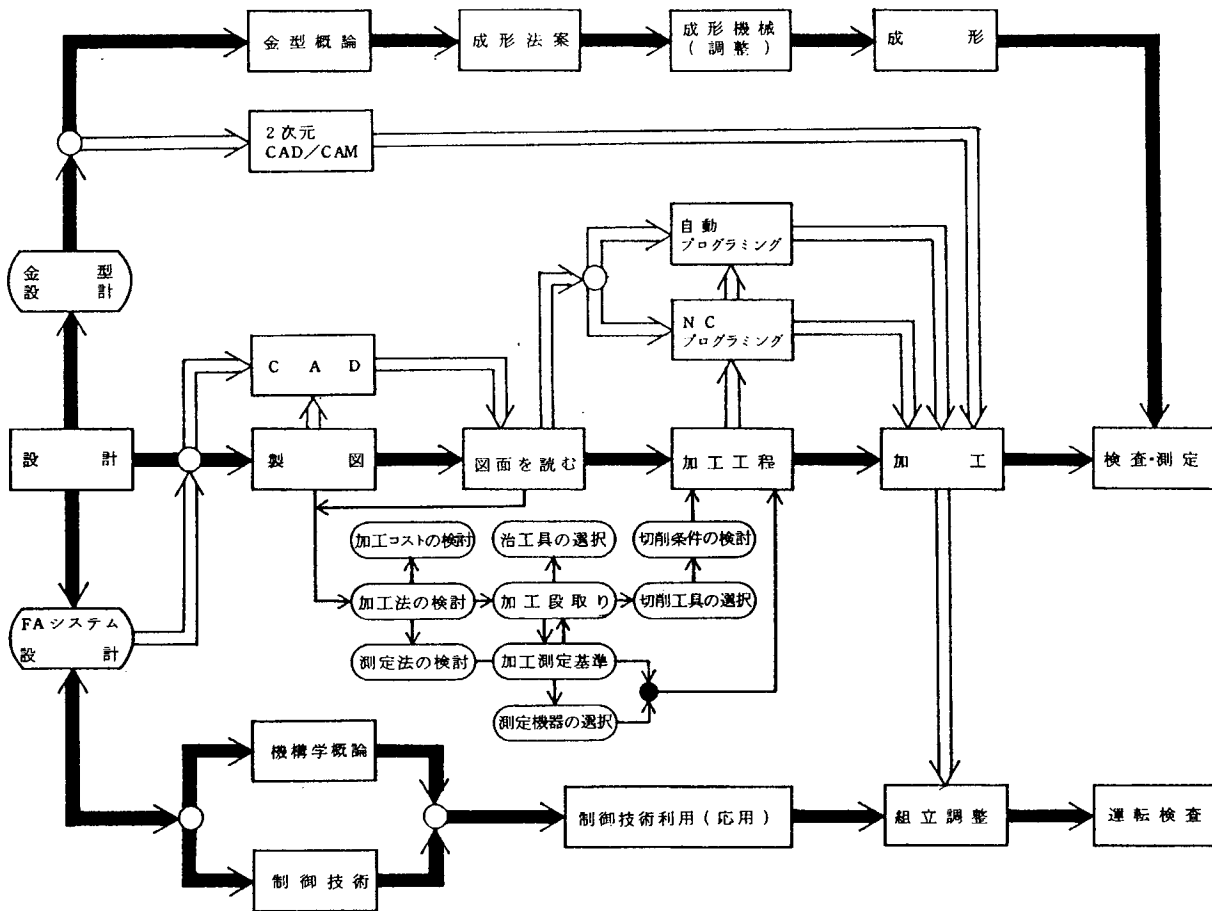 金型概論
成形法案
成形機械
(調整)
成形
2次元
CAD/CAM
自動
プログラミング
金型
設計
NC
プログラミング
CAD
設計
製図
図面を読む
加工工程
加工
検査・測定
加工コストの検討
治工具の選択
切削条件の検討
加工法の検討
加工段取り
切削工具の選択
FAシステム
設計
測定法の検討
加工測定基準
測定機器の選択
機構学概論
制御技術利用(応用)
組立調整
運転検査
制御技術